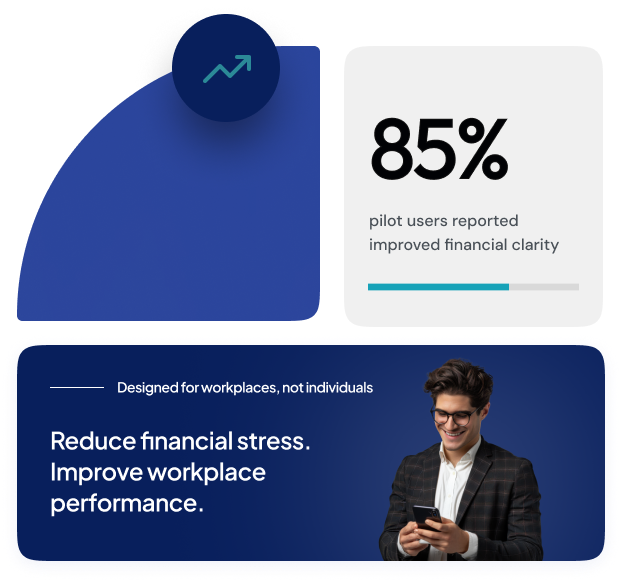 85%
pilot users reported
improved financial clarity
Designed for workplaces, not individuals
Reduce financial stress.
Improve workplace
performance.